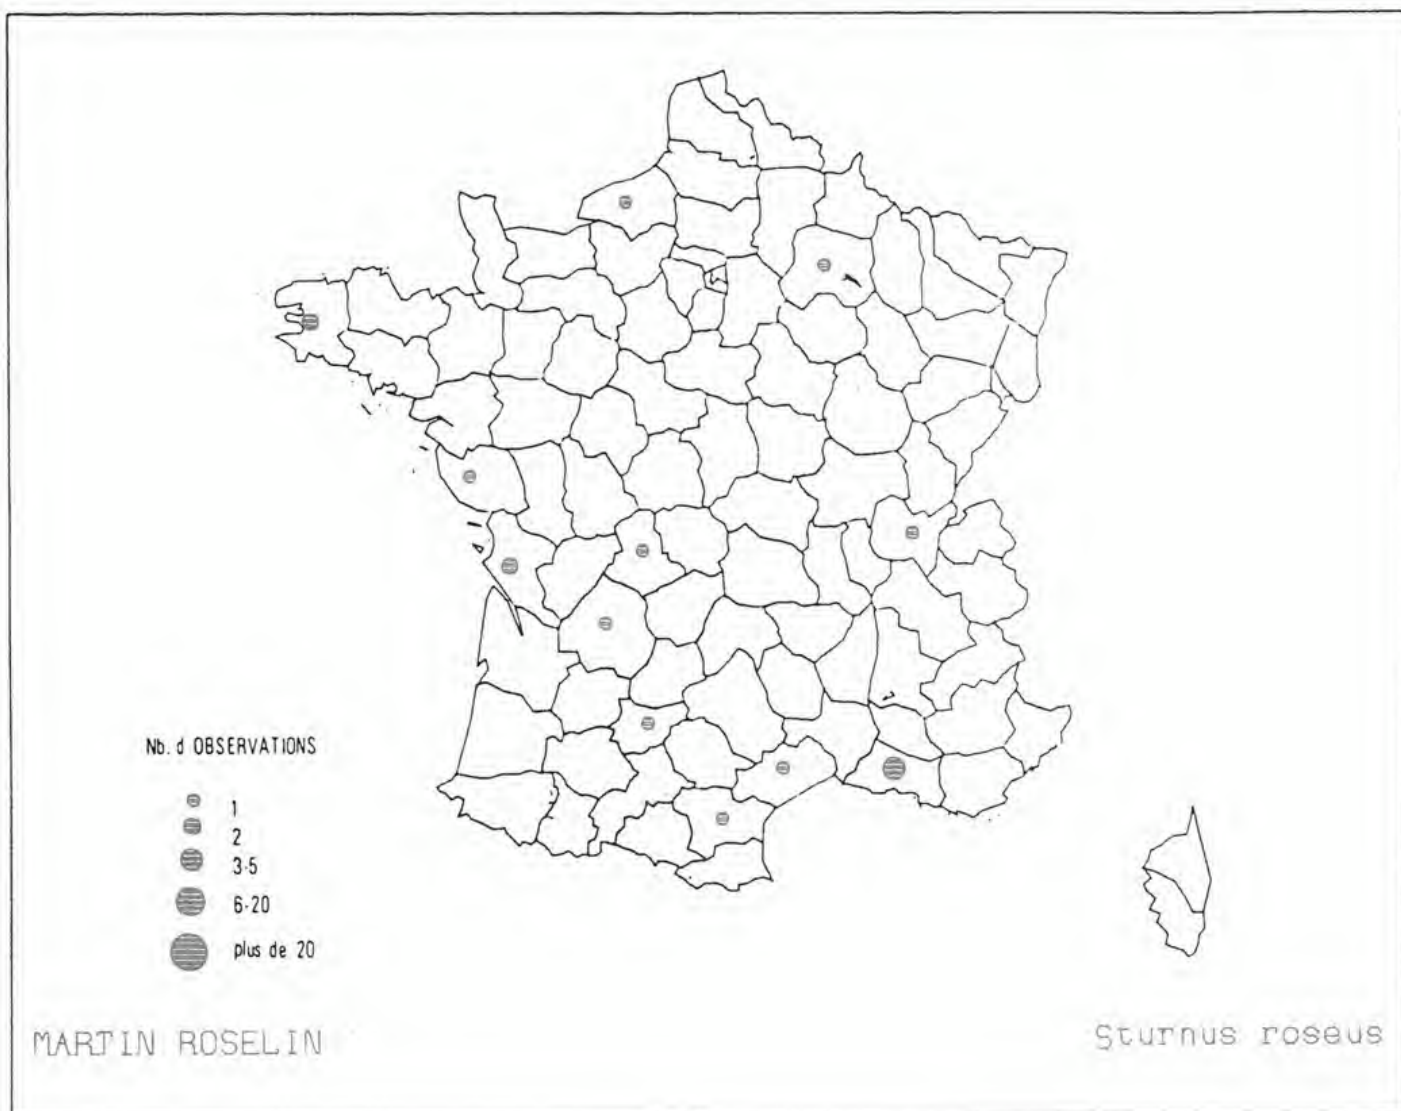 Nb. d OBSERVATIONS
1
2
3-5
6-20
plus de 20
MARTIN ROSELIN
Sturnus roseus